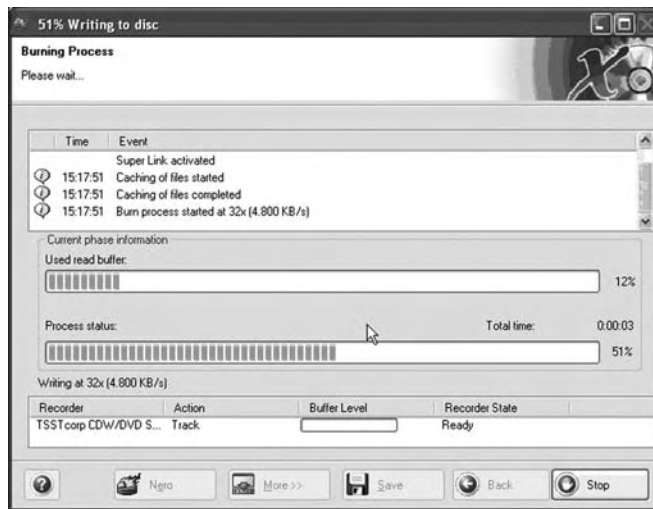 51% Writing to disc
Burning Process
Please wait...
Time Event
Super Link activated
15:17:51 Caching of files started
15:17:51 Caching of files completed
15:17:51 Burn process started at 32x (4.800 KB/s)
Current phase information
Used read buffer:
12%
Process status: Total time: 0:00:03
51%
Writing at 32x (4.800 KB/s)
Recorder Action Buffer Level Recorder State
TSSTcorp CDW/DVD S... Track Ready
Nero More >> Save Back Stop